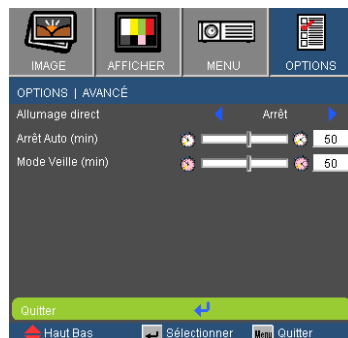 IMAGE AFFICHER MENU OPTIONS
OPTIONS | AVANCÉ
Allumage direct Arrêt
Arrêt Auto (min) 50
Mode Veille (min) 50
Quitter
Haut Bas Sélectionner Menu Quitter